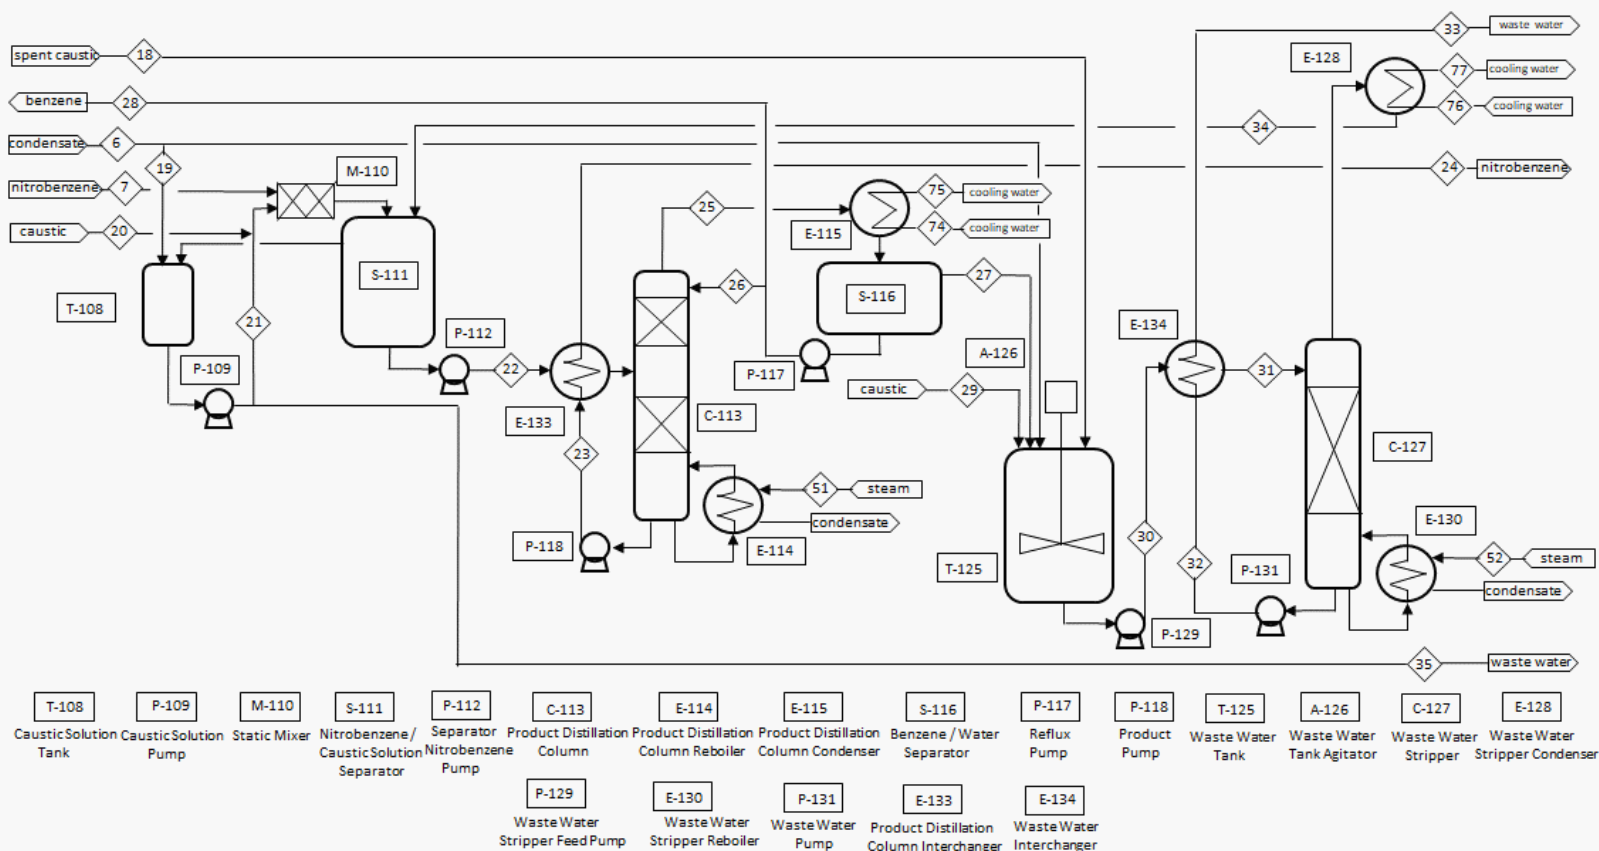 33
waste water
spent caustic
18
E-128
77
cooling water
benzene
28
76
cooling water
condensate
6
34
19
M-110
24
nitrobenzene
nitrobenzene
7
25
75
cooling water
caustic
20
E-115
74
cooling water
S-111
26
27
S-116
T-108
21
P-112
E-134
A-126
P-109
22
P-117
31
caustic
29
E-133
C-113
C-127
23
51
steam
condensate
E-130
P-118
E-114
30
52
steam
T-125
32
P-131
condensate
P-129
35
waste water
T-108
Caustic Solution
Tank
P-109
Caustic Solution
Pump
M-110
Static Mixer
S-111
Nitrobenzene /
Caustic Solution
Separator
P-112
Separator
Nitrobenzene
Pump
C-113
Product Distillation
Column
E-114
Product Distillation
Column Reboiler
E-115
Product Distillation
Column Condenser
S-116
Benzene / Water
Separator
P-117
Reflux
Pump
P-118
Product
Pump
T-125
Waste Water
Tank
A-126
Waste Water
Tank Agitator
C-127
Waste Water
Stripper
E-128
Waste Water
Stripper Condenser
P-129
Waste Water
Stripper Feed Pump
E-130
Waste Water
Stripper Reboiler
P-131
Waste Water
Pump
E-133
Product Distillation
Column Interchanger
E-134
Waste Water
Interchanger